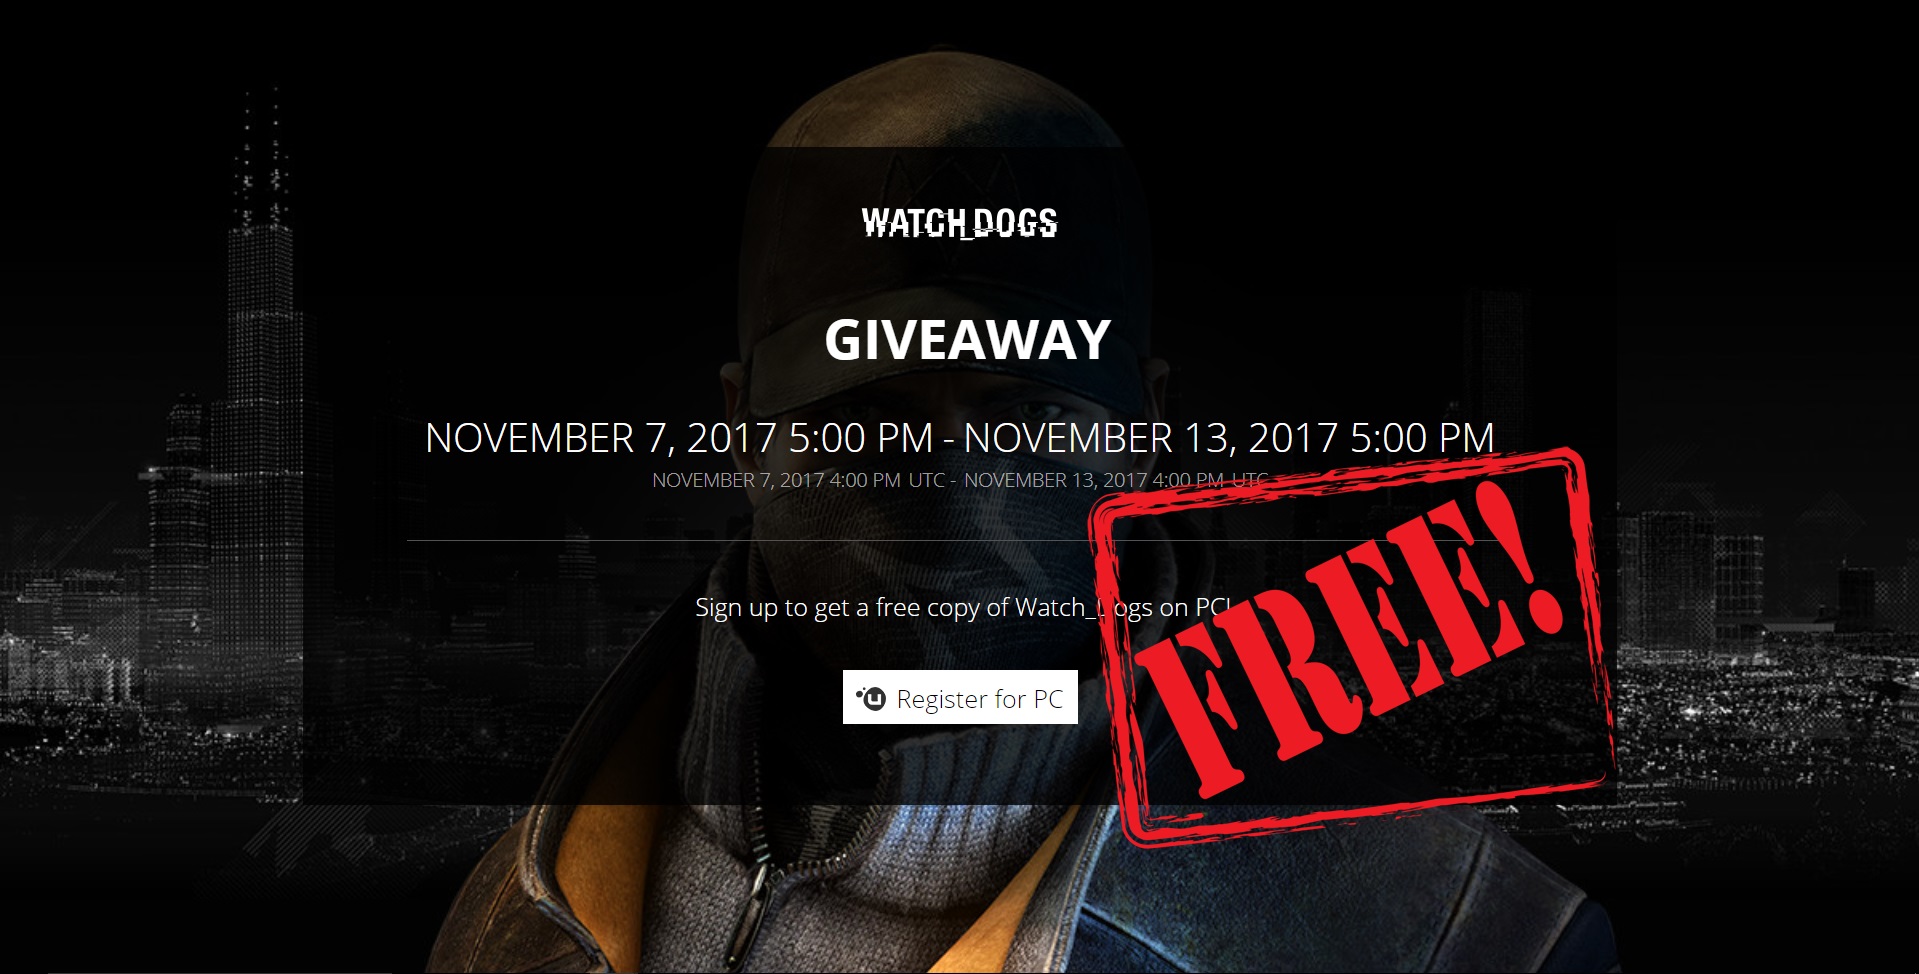 WATCH_DOGS
GIVEAWAY
NOVEMBER 7, 2017 5:00 PM - NOVEMBER 13, 2017 5:00 PM
NOVEMBER 7, 2017 4:00 PM UTC - NOVEMBER 13, 2017 4:00 PM UTC
Sign up to get a free copy of Watch_Dogs on PC!
Register for PC
FREE!